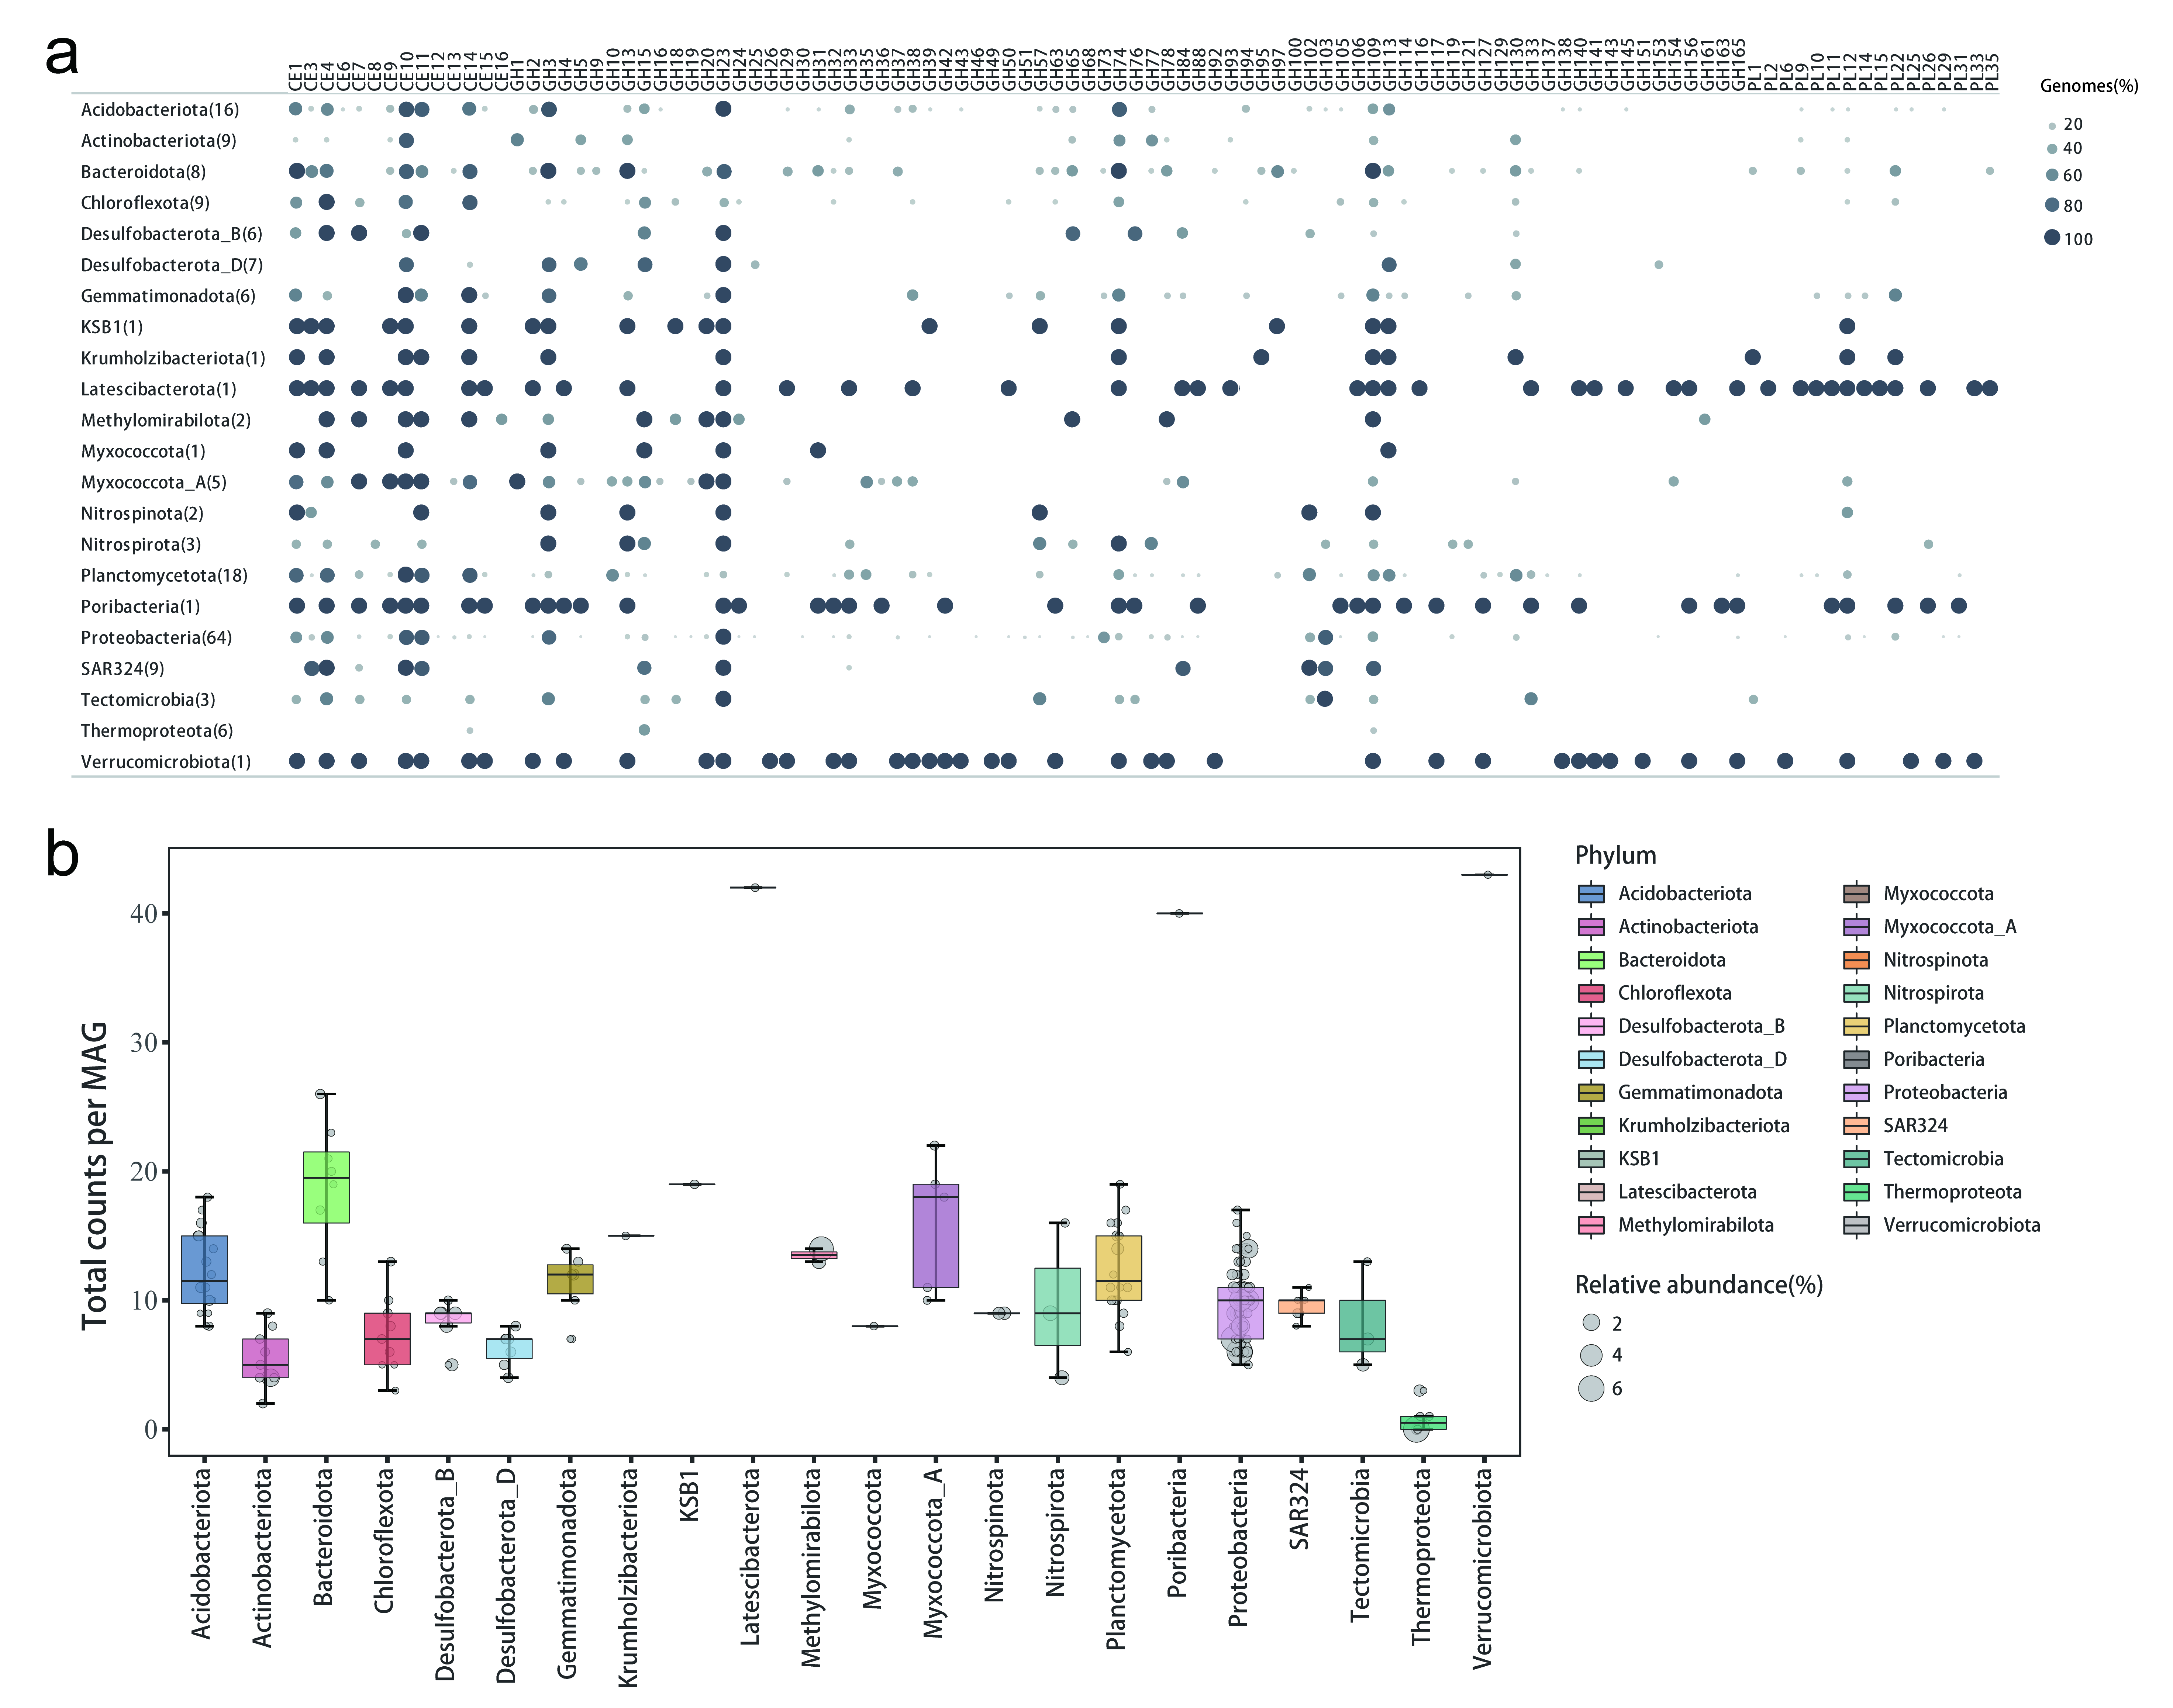 a
CE1 CE3 CE4 CE6 CE7 CE8 CE9 CE10 CE11 CE12 CE13 CE14 CE15 CE16 GH1 GH2 GH3 GH4 GH5 GH9 GH10 GH13 GH15 GH16 GH18 GH19 GH20 GH23 GH24 GH25 GH26 GH29 GH30 GH31 GH33 GH35 GH36 GH37 GH38 GH39 GH42 GH43 GH46 GH49 GH50 GH51 GH57 GH63 GH65 GH68 GH73 GH74 GH76 GH77 GH78 GH84 GH88 GH92 GH93 GH94 GH95 GH97 GH100 GH102 GH103 GH105 GH106 GH109 GH113 GH114 GH116 GH117 GH119 GH121 GH127 GH129 GH130 GH133 GH137 GH138 GH140 GH141 GH143 GH145 GH151 GH153 GH154 GH156 GH161 GH163 GH165 PL1 PL2 PL6 PL9 PL10 PL11 PL12 PL14 PL15 PL22 PL25 PL26 PL29 PL31 PL33 PL35
Acidobacteriota(16)
Actinobacteriota(9)
Bacteroidota(8)
Chloroflexota(9)
Desulfobacterota_B(6)
Desulfobacterota_D(7)
Gemmatimonadota(6)
KSB1(1)
Krumholzibacteriota(1)
Latescibacterota(1)
Methylomirabilota(2)
Myxococcota(1)
Myxococcota_A(5)
Nitrospinota(2)
Nitrospirota(3)
Planctomycetota(18)
Poribacteria(1)
Proteobacteria(64)
SAR324(9)
Tectomicrobia(3)
Thermoproteota(6)
Verrucomicrobiota(1)
Genomes(%)
20
40
60
80
100
b
Total counts per MAG
40
30
20
10
0
Acidobacteriota
Actinobacteriota
Bacteroidota
Chloroflexota
Desulfobacterota_B
Desulfobacterota_D
Gemmatimonadota
Krumholzibacteriota
KSB1
Latescibacterota
Methylomirabilota
Myxococcota
Myxococcota_A
Nitrospinota
Nitrospirota
Planctomycetota
Poribacteria
Proteobacteria
SAR324
Tectomicrobia
Thermoproteota
Verrucomicrobiota
Phylum
Acidobacteriota
Actinobacteriota
Bacteroidota
Chloroflexota
Desulfobacterota_B
Desulfobacterota_D
Gemmatimonadota
Krumholzibacteriota
KSB1
Latescibacterota
Methylomirabilota
Myxococcota
Myxococcota_A
Nitrospinota
Nitrospirota
Planctomycetota
Poribacteria
Proteobacteria
SAR324
Tectomicrobia
Thermoproteota
Verrucomicrobiota
Relative abundance(%)
2
4
6